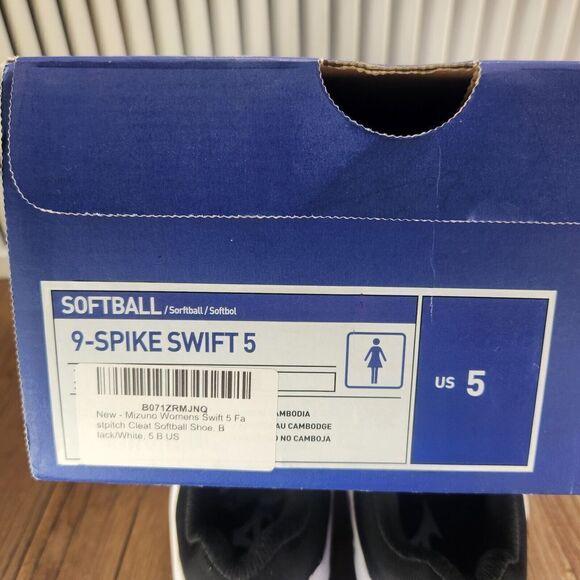 SOFTBALL / Sorftball / Softbol
9-SPIKE SWIFT 5
US 5
B071ZRMJNQ
New - Mizuno Womens Swift 5 Fa
stpitch Cleat Softball Shoe, B
lack/White, 5 B US
AMBODIA
AU CAMBODGE
O NO CAMBOJA